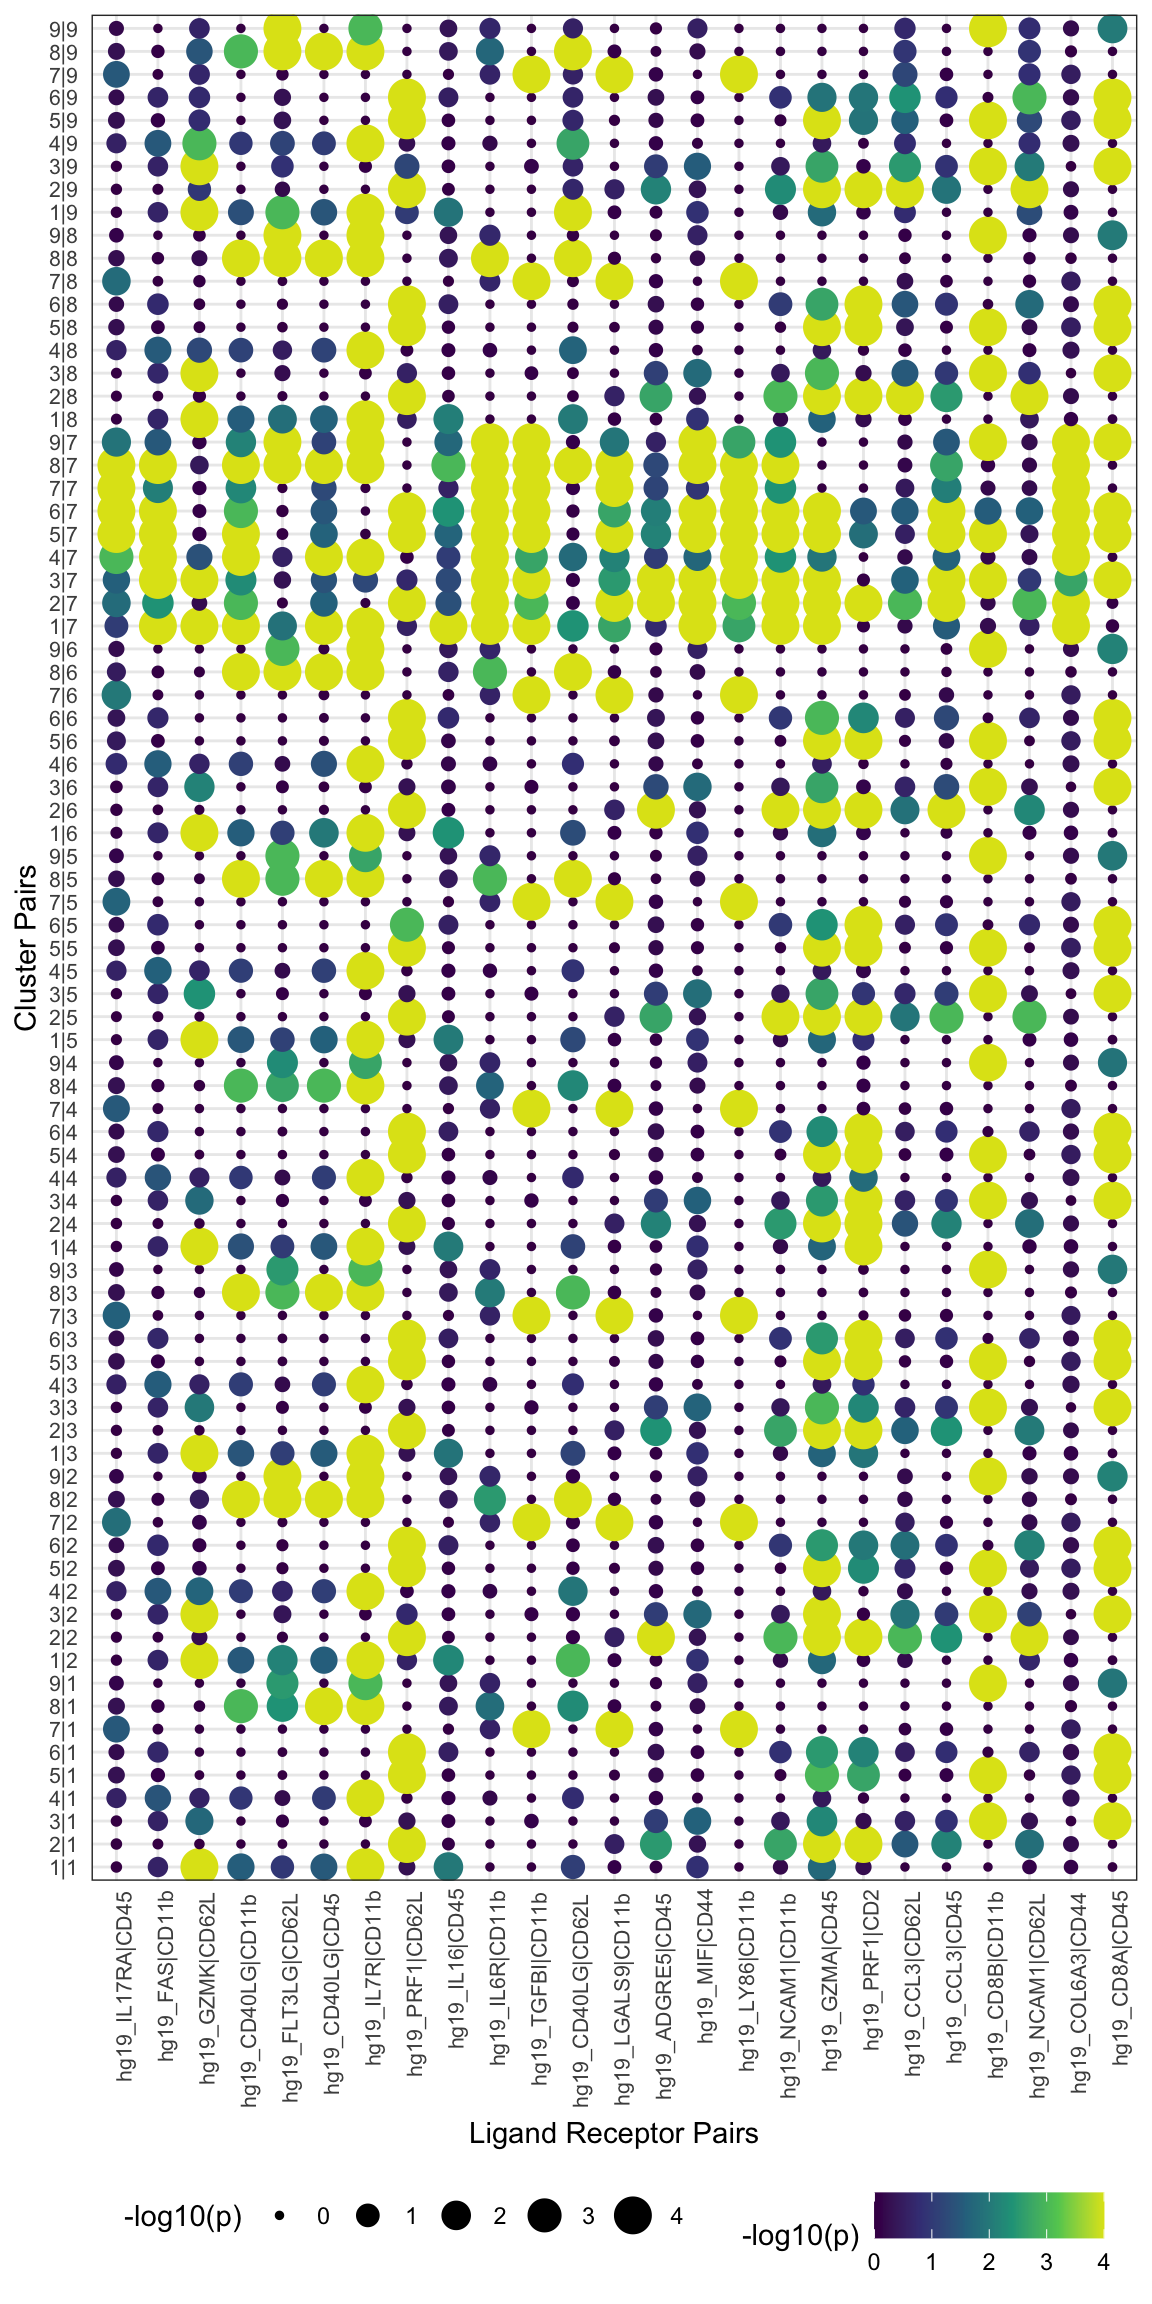 Cluster Pairs
9|9
8|9
7|9
6|9
5|9
4|9
3|9
2|9
1|9
9|8
8|8
7|8
6|8
5|8
4|8
3|8
2|8
1|8
9|7
8|7
7|7
6|7
5|7
4|7
3|7
2|7
1|7
9|6
8|6
7|6
6|6
5|6
4|6
3|6
2|6
1|6
9|5
8|5
7|5
6|5
5|5
4|5
3|5
2|5
1|5
9|4
8|4
7|4
6|4
5|4
4|4
3|4
2|4
1|4
9|3
8|3
7|3
6|3
5|3
4|3
3|3
2|3
1|3
9|2
8|2
7|2
6|2
5|2
4|2
3|2
2|2
1|2
9|1
8|1
7|1
6|1
5|1
4|1
3|1
2|1
1|1
hg19_IL17RA|CD45
hg19_FAS|CD11b
hg19_GZMK|CD62L
hg19_CD40LG|CD11b
hg19_FLT3LG|CD62L
hg19_CD40LG|CD45
hg19_IL7R|CD11b
hg19_PRF1|CD62L
hg19_IL16|CD45
hg19_IL6R|CD11b
hg19_TGFBI|CD11b
hg19_CD40LG|CD62L
hg19_LGALS9|CD11b
hg19_ADGRE5|CD45
hg19_MIF|CD44
hg19_LY86|CD11b
hg19_NCAM1|CD11b
hg19_GZMA|CD45
hg19_PRF1|CD2
hg19_CCL3|CD62L
hg19_CCL3|CD45
hg19_CD8B|CD11b
hg19_NCAM1|CD62L
hg19_COL6A3|CD44
hg19_CD8A|CD45
Ligand Receptor Pairs
-log10(p) 0 1 2 3 4
-log10(p)
0 1 2 3 4